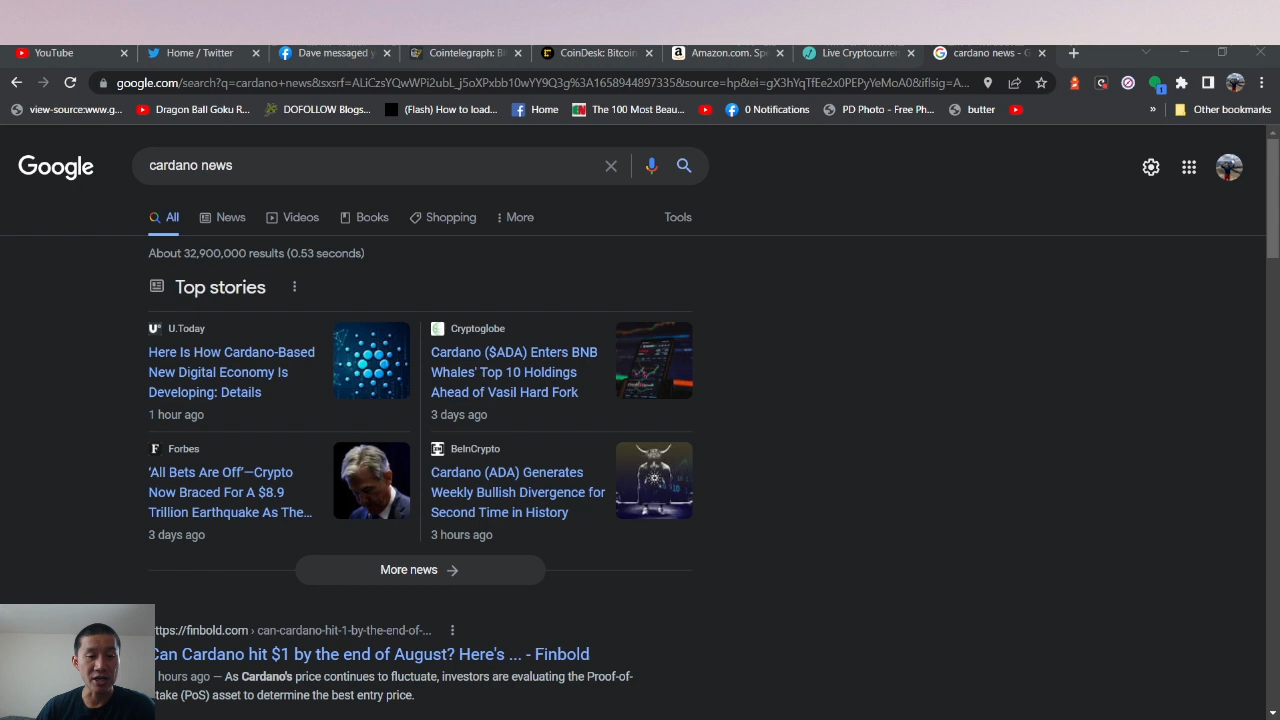 YouTube
Home / Twitter
Dave messaged y
Cointelegraph: Bi
CoinDesk: Bitcoin
Amazon.com. Spe
Live Cryptocurren
cardano news - G
google.com/search?q=cardano+news&sxsrf=ALiCzsYQwWPi2ubL_j5oXPxbb10wYY9Q3g%3A1658944897335&source=hp&ei=gX3hYqTfEe2x0PEPyYeMoA0&iflsig=A...
view-source:www.g...
Dragon Ball Goku R...
DOFOLLOW Blogs...
(Flash) How to load...
Home
The 100 Most Beau...
0 Notifications
PD Photo - Free Ph...
butter
»
Other bookmarks
Google
cardano news
All
News
Videos
Books
Shopping
More
Tools
About 32,900,000 results (0.53 seconds)
Top stories
U.Today
Here Is How Cardano-Based
New Digital Economy Is
Developing: Details
1 hour ago
Cryptoglobe
Cardano ($ADA) Enters BNB
Whales' Top 10 Holdings
Ahead of Vasil Hard Fork
3 days ago
Forbes
‘All Bets Are Off’—Crypto
Now Braced For A $8.9
Trillion Earthquake As The...
3 days ago
BeInCrypto
Cardano (ADA) Generates
Weekly Bullish Divergence for
Second Time in History
3 hours ago
More news
ttps://finbold.com › can-cardano-hit-1-by-the-end-of-...
Can Cardano hit $1 by the end of August? Here's ... - Finbold
hours ago — As Cardano's price continues to fluctuate, investors are evaluating the Proof-of-
take (PoS) asset to determine the best entry price.